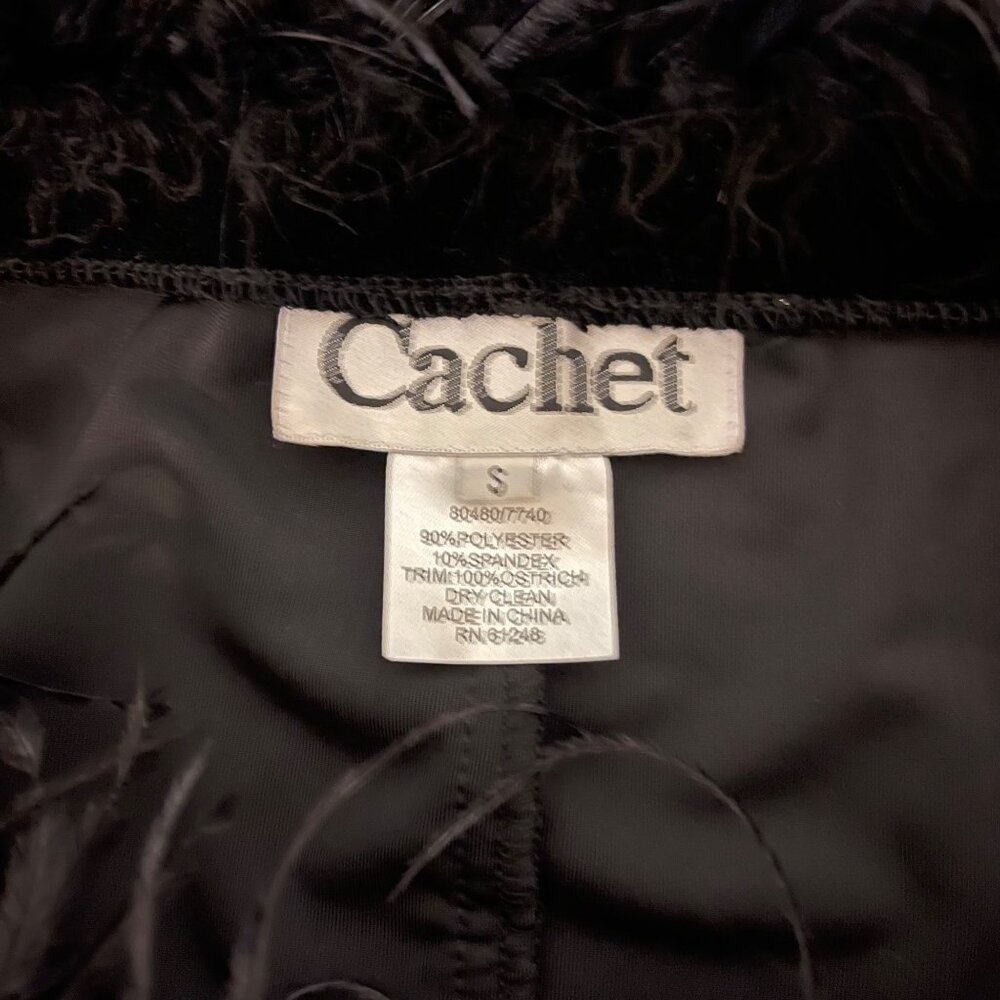 Cachet
S
80480/7740
90%POLYESTER
10%SPANDEX
TRIM:100%OSTRICH
DRY CLEAN
MADE IN CHINA
RN 61248